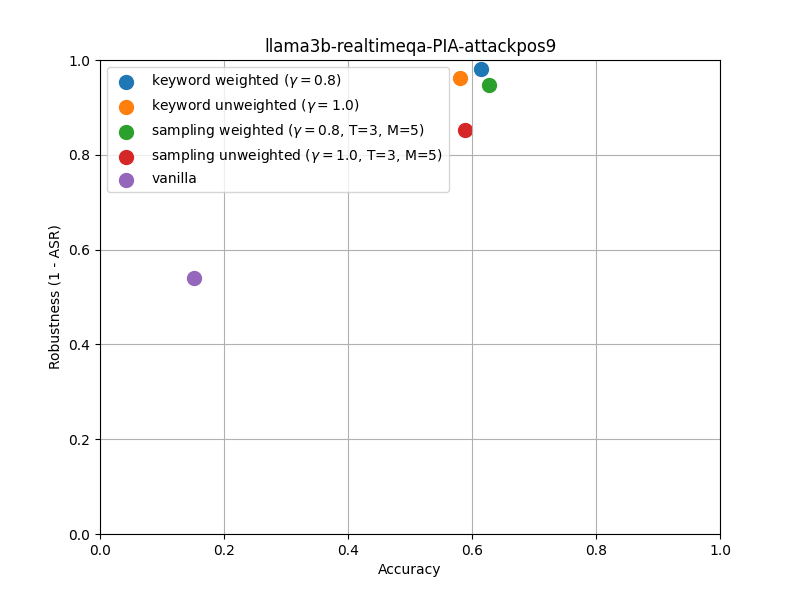 llama3b-realtimeqa-PIA-attackpos9
keyword weighted (γ = 0.8)
keyword unweighted (γ = 1.0)
sampling weighted (γ = 0.8, T=3, M=5)
sampling unweighted (γ = 1.0, T=3, M=5)
vanilla
Robustness (1 - ASR)
1.0
0.8
0.6
0.4
0.2
0.0
0.0 0.2 0.4 0.6 0.8 1.0
Accuracy